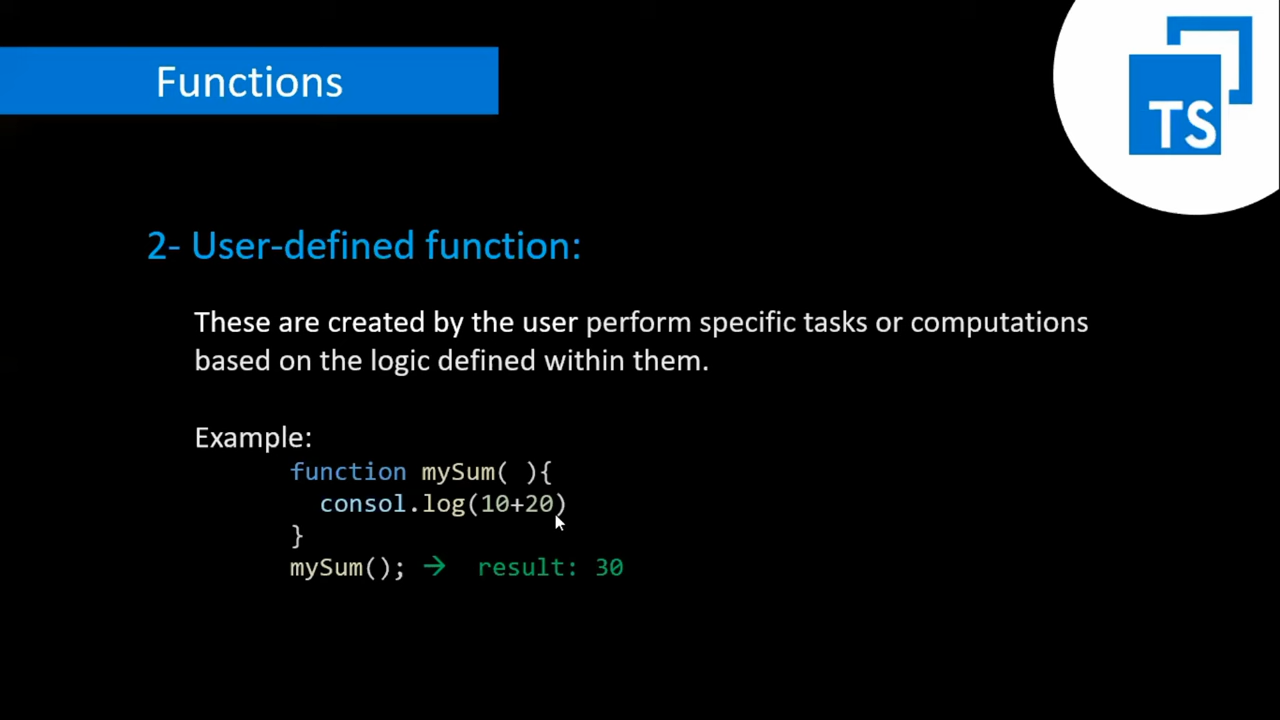 Functions
TS
2- User-defined function:
These are created by the user perform specific tasks or computations
based on the logic defined within them.
Example:
function mySum( ){
consol.log(10+20)
}
mySum(); → result: 30